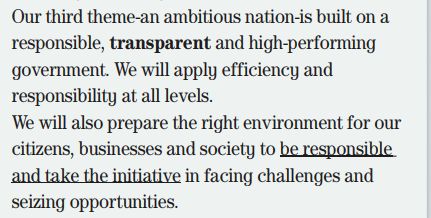 Our third theme-an ambitious nation-is built on a
responsible, transparent and high-performing
government. We will apply efficiency and
responsibility at all levels.
We will also prepare the right environment for our
citizens, businesses and society to be responsible
and take the initiative in facing challenges and
seizing opportunities.